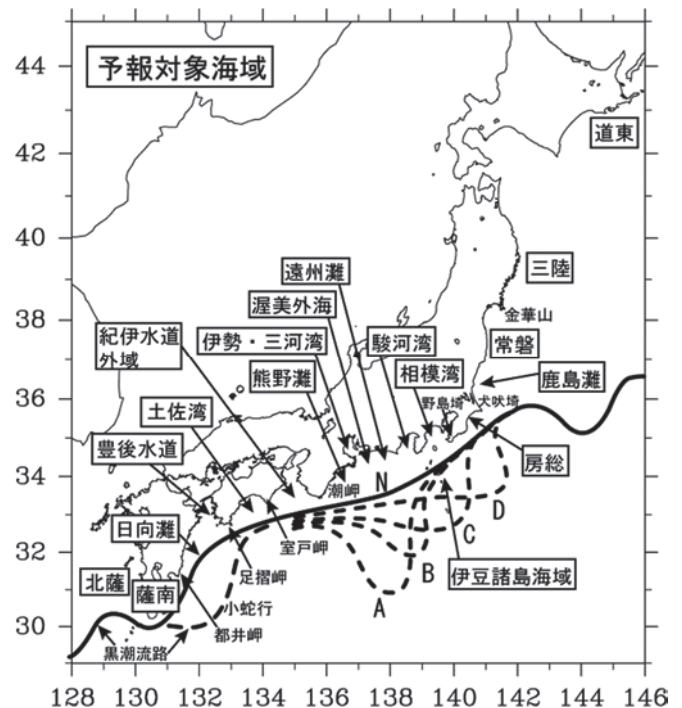 予報対象海域
44
42
40
38
36
34
32
30
128
130
132
134
136
138
140
142
144
146
道東
三陸
金華山
常磐
鹿島灘
犬吠埼
野島埼
房総
遠州灘
渥美外海
伊勢・三河湾
駿河湾
相模湾
熊野灘
紀伊水道
外域
土佐湾
豊後水道
日向灘
北薩
薩南
潮岬
室戸岬
足摺岬
小蛇行
都井岬
黒潮流路
伊豆諸島海域
N
A
B
C
D